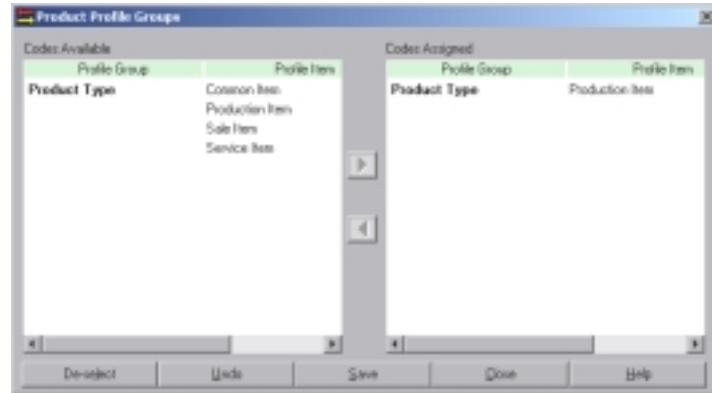 Product Profile Groups
Codes Available
Codes Assigned
Profile Group Profile Item
Profile Group Profile Item
Product Type Common Item
Production Item
Sale Item
Service Item
Product Type Production Item
De-select Undo Save Close Help